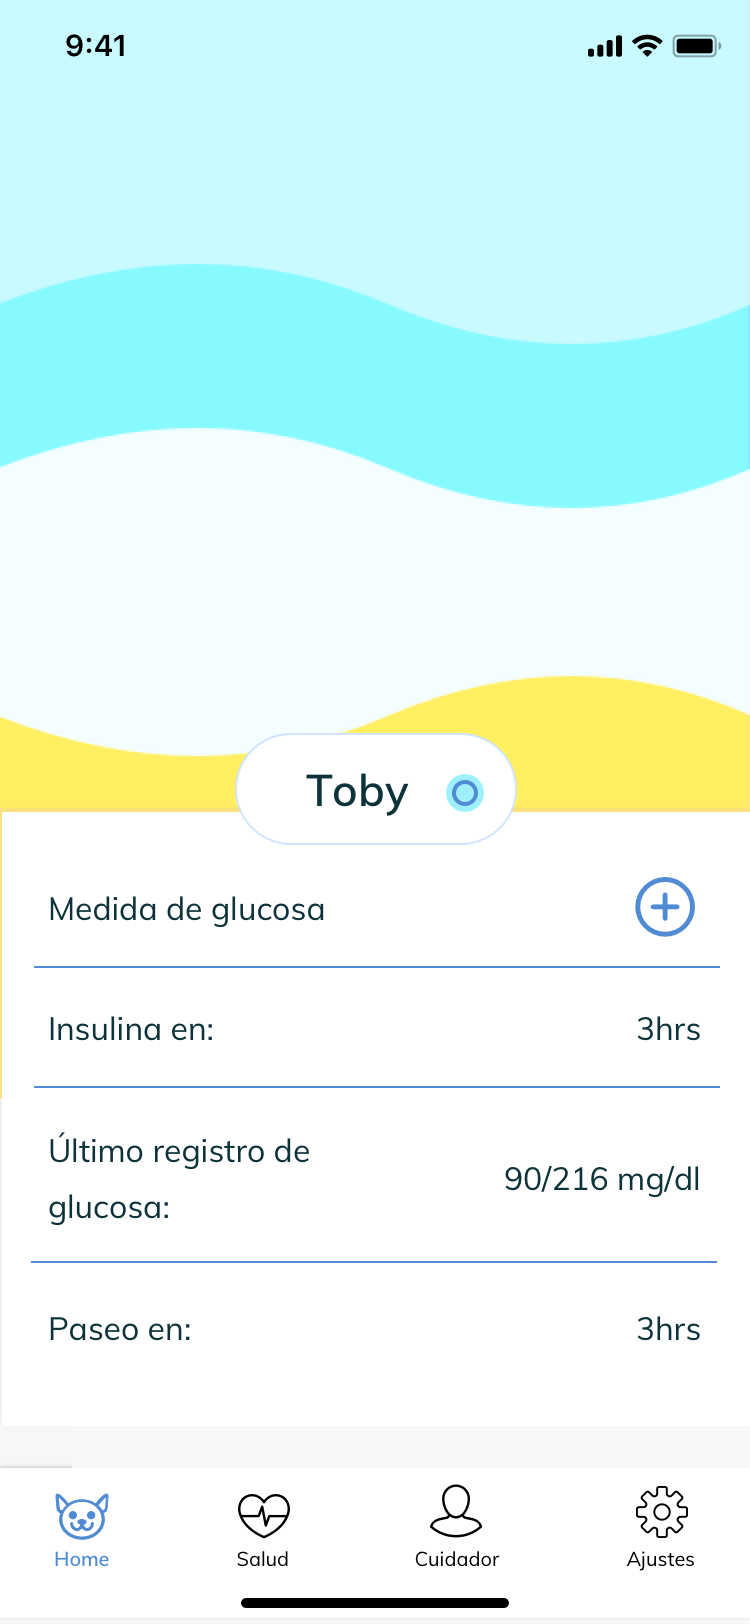 9:41
Toby
Medida de glucosa
Insulina en:
3hrs
Último registro de
glucosa:
90/216 mg/dl
Paseo en:
3hrs
Home
Salud
Cuidador
Ajustes